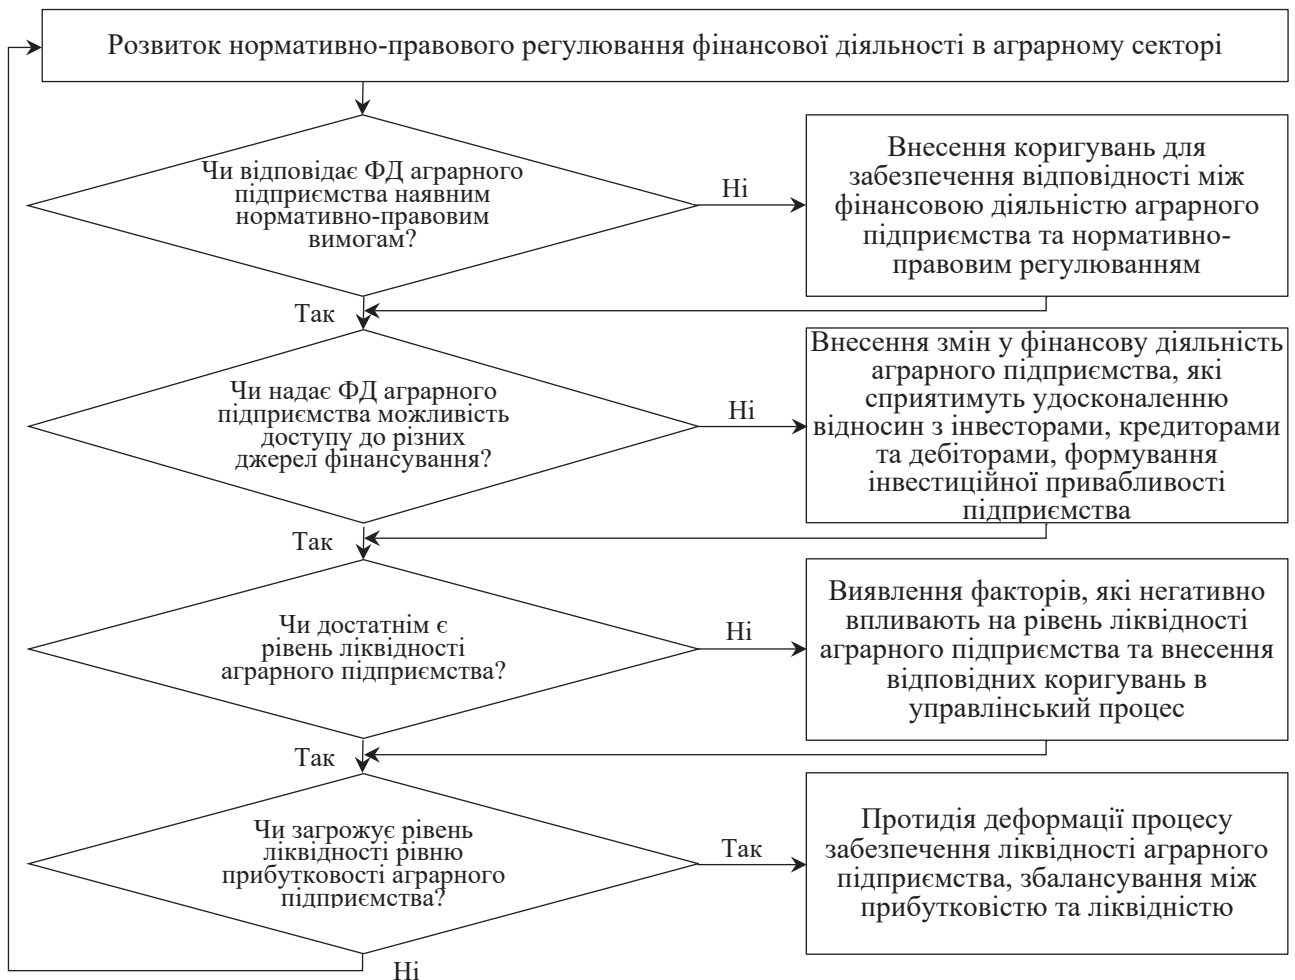 Розвиток нормативно-правового регулювання фінансової діяльності в аграрному секторі
Чи відповідає ФД аграрного
підприємства наявним
нормативно-правовим
вимогам?
Ні
Внесення коригувань для
забезпечення відповідності між
фінансовою діяльністю аграрного
підприємства та нормативно-
правовим регулюванням
Так
Чи надає ФД аграрного
підприємства можливість
доступу до різних
джерел фінансування?
Ні
Внесення змін у фінансову діяльність
аграрного підприємства, які
сприятимуть удосконаленню
відносин з інвесторами, кредиторами
та дебіторами, формування
інвестиційної привабливості
підприємства
Так
Чи достатнім є
рівень ліквідності
аграрного підприємства?
Ні
Виявлення факторів, які негативно
впливають на рівень ліквідності
аграрного підприємства та внесення
відповідних коригувань в
управлінський процес
Так
Чи загрожує рівень
ліквідності рівню
прибутковості аграрного
підприємства?
Так
Протидія деформації процесу
забезпечення ліквідності аграрного
підприємства, збалансування між
прибутковістю та ліквідністю
Ні